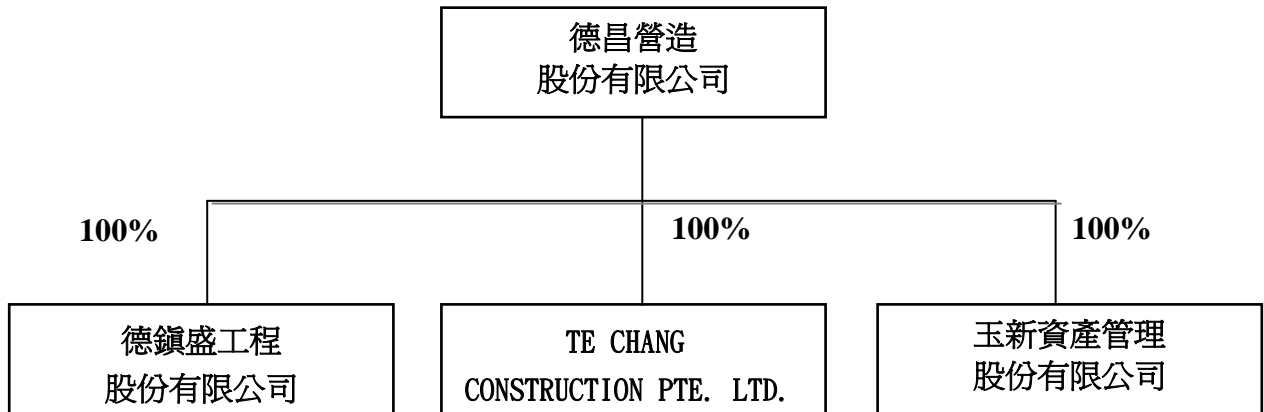 德昌營造
股份有限公司
100%
100%
100%
德鎮盛工程
股份有限公司
TE CHANG
CONSTRUCTION PTE. LTD.
玉新資產管理
股份有限公司